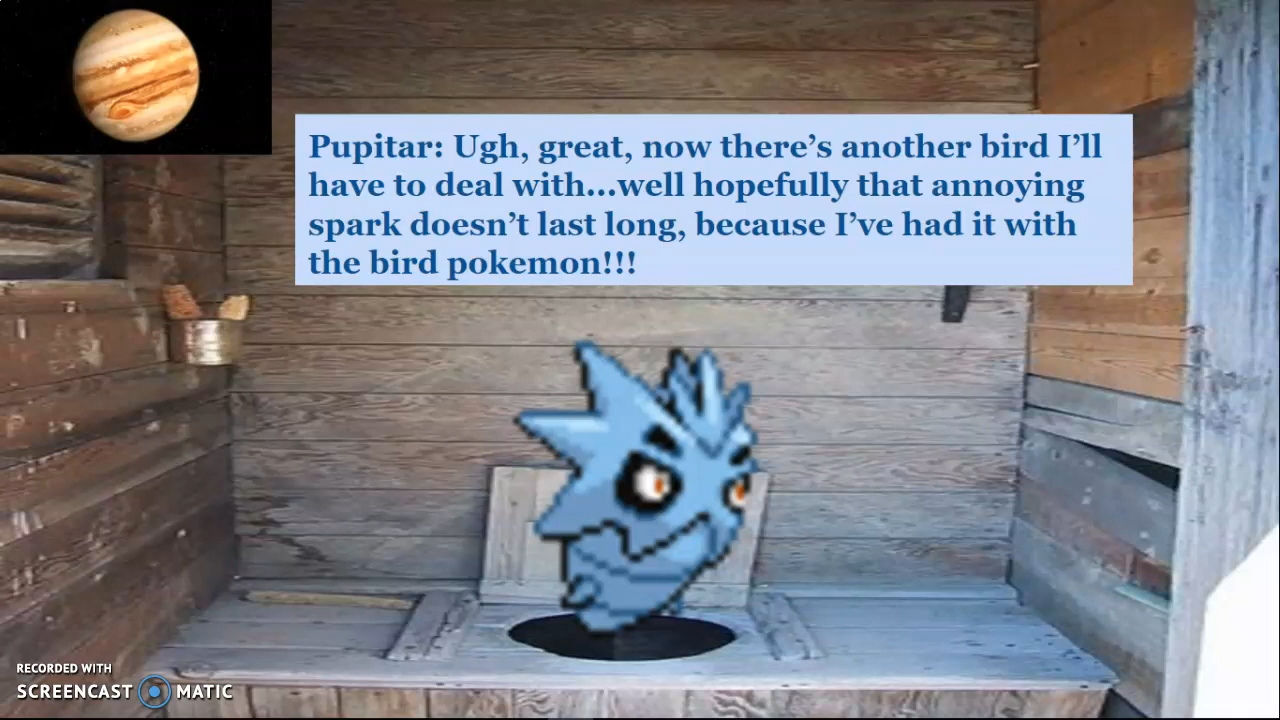 Pupitar: Ugh, great, now there’s another bird I’ll
have to deal with...well hopefully that annoying
spark doesn’t last long, because I’ve had it with
the bird pokemon!!!
RECORDED WITH
SCREENCAST MATIC